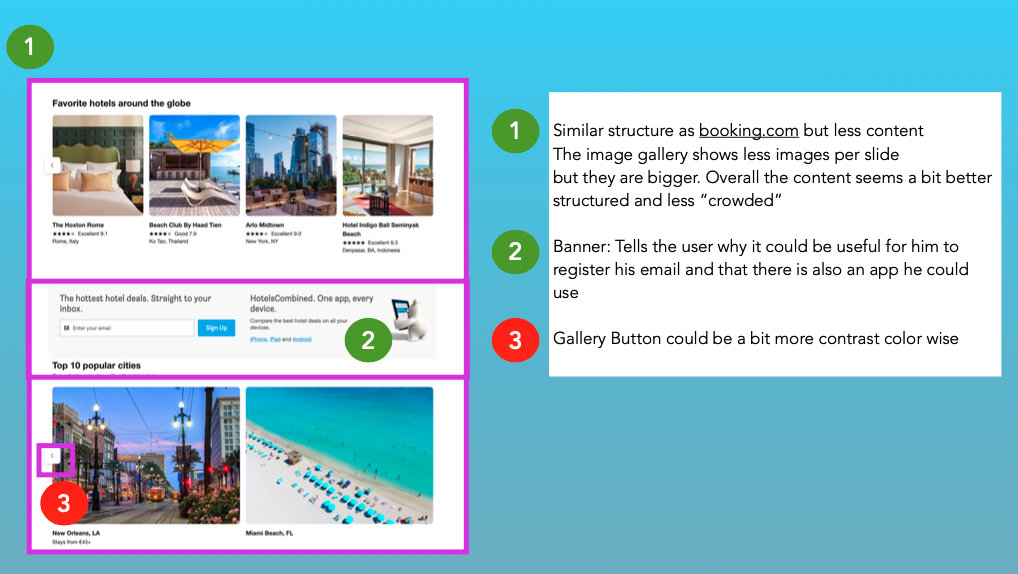 1
Favorite hotels around the globe
The Hoxton Rome
Excellent 9.1
Rome, Italy
Beach Club By Haad Tien
Good 7.8
Ko Tao, Thailand
Arlo Midtown
Excellent 9.0
New York, NY
Hotel Indigo Bali Seminyak
Beach
Excellent 9.3
Denpasar, BA, Indonesia
The hottest hotel deals. Straight to your
inbox.
Enter your email
Sign Up
HotelsCombined. One app, every
device.
Compare the best hotel deals on all your
devices.
iPhone, iPad and Android
2
Top 10 popular cities
3
New Orleans, LA
Stays from €43+
Miami Beach, FL
1
Similar structure as booking.com but less content
The image gallery shows less images per slide
but they are bigger. Overall the content seems a bit better
structured and less “crowded”
2
Banner: Tells the user why it could be useful for him to
register his email and that there is also an app he could
use
3
Gallery Button could be a bit more contrast color wise